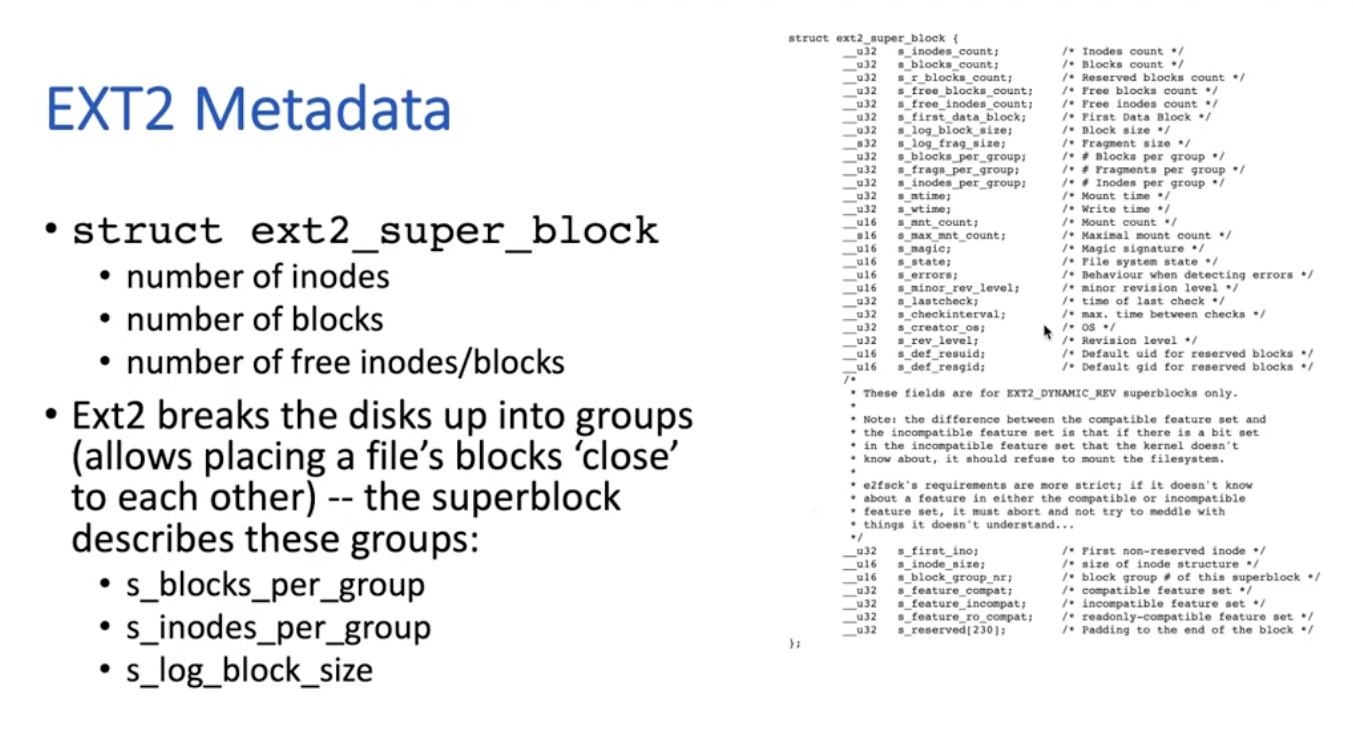 EXT2 Metadata
• struct ext2_super_block
• number of inodes
• number of blocks
• number of free inodes/blocks
• Ext2 breaks the disks up into groups
(allows placing a file's blocks ‘close’
to each other) -- the superblock
describes these groups:
• s_blocks_per_group
• s_inodes_per_group
• s_log_block_size
struct ext2_super_block {
__u32 s_inodes_count; /* Inodes count */
__u32 s_blocks_count; /* Blocks count */
__u32 s_r_blocks_count; /* Reserved blocks count */
__u32 s_free_blocks_count; /* Free blocks count */
__u32 s_free_inodes_count; /* Free inodes count */
__u32 s_first_data_block; /* First Data Block */
__u32 s_log_block_size; /* Block size */
__s32 s_log_frag_size; /* Fragment size */
__u32 s_blocks_per_group; /* # Blocks per group */
__u32 s_frags_per_group; /* # Fragments per group */
__u32 s_inodes_per_group; /* # Inodes per group */
__u32 s_mtime; /* Mount time */
__u32 s_wtime; /* Write time */
__u16 s_mnt_count; /* Mount count */
__s16 s_max_mnt_count; /* Maximal mount count */
__u16 s_magic; /* Magic signature */
__u16 s_state; /* File system state */
__u16 s_errors; /* Behaviour when detecting errors */
__u16 s_minor_rev_level; /* minor revision level */
__u32 s_lastcheck; /* time of last check */
__u32 s_checkinterval; /* max. time between checks */
__u32 s_creator_os; /* OS */
__u32 s_rev_level; /* Revision level */
__u16 s_def_resuid; /* Default uid for reserved blocks */
__u16 s_def_resgid; /* Default gid for reserved blocks */
/*
* These fields are for EXT2_DYNAMIC_REV superblocks only.
*
* Note: the difference between the compatible feature set and
* the incompatible feature set is that if there is a bit set
* in the incompatible feature set that the kernel doesn't
* know about, it should refuse to mount the filesystem.
*
* e2fsck's requirements are more strict; if it doesn't know
* about a feature in either the compatible or incompatible
* feature set, it must abort and not try to meddle with
* things it doesn't understand...
*/
__u32 s_first_ino; /* First non-reserved inode */
__u16 s_inode_size; /* size of inode structure */
__u16 s_block_group_nr; /* block group # of this superblock */
__u32 s_feature_compat; /* compatible feature set */
__u32 s_feature_incompat; /* incompatible feature set */
__u32 s_feature_ro_compat; /* readonly-compatible feature set */
__u32 s_reserved[230]; /* Padding to the end of the block */
};